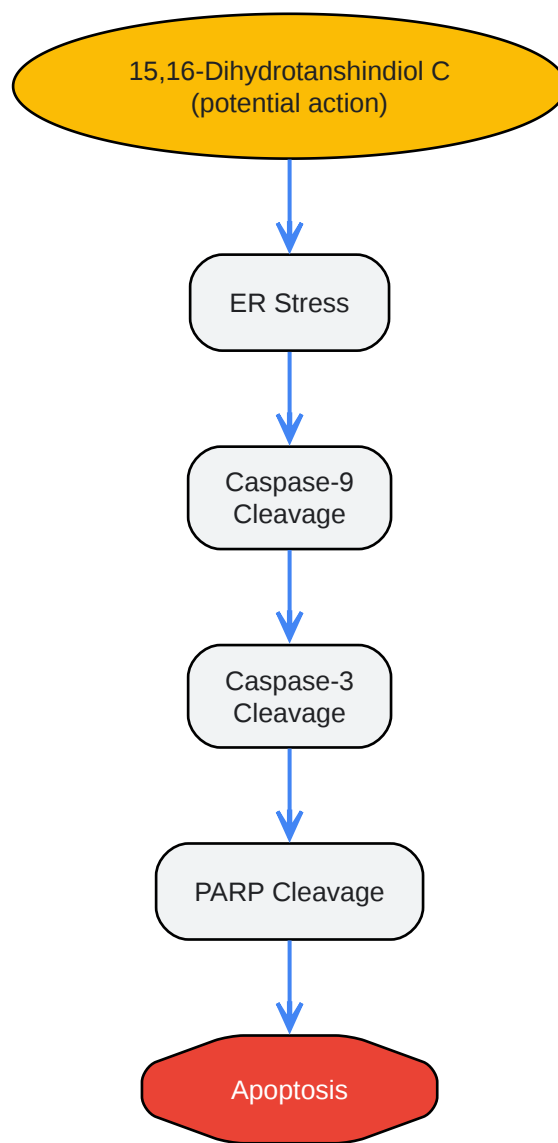 15,16-Dihydrotanshindiol C
(potential action)
ER Stress
Caspase-9
Cleavage
Caspase-3
Cleavage
PARP Cleavage
Apoptosis